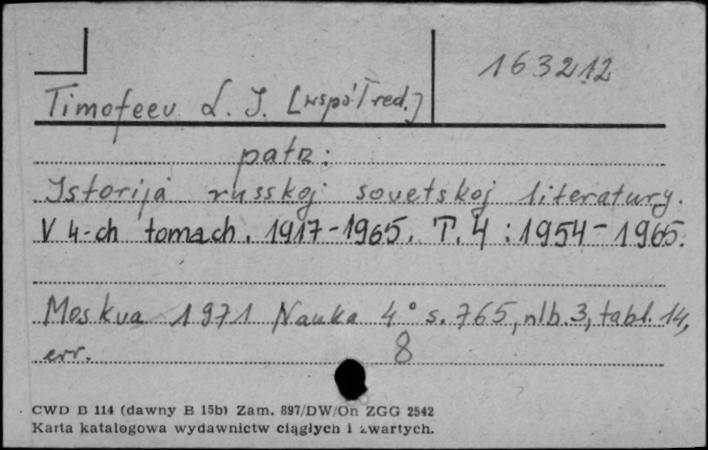 163212
Timofeev L. I. [współred.]
patrz:
Istorija russkoj sovetskoj literatury.
V 4-ch tomach. 1917-1965. T. 4 : 1954-1965.
Moskva 1971 Nauka 4° s. 765, nlb. 3, tabl. 14,
err. 8
CWD B 114 (dawny B 15b) Zam. 897/DW/On ZGG 2542
Karta katalogowa wydawnictw ciągłych i zwartych.